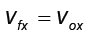 V_fx = V_ox